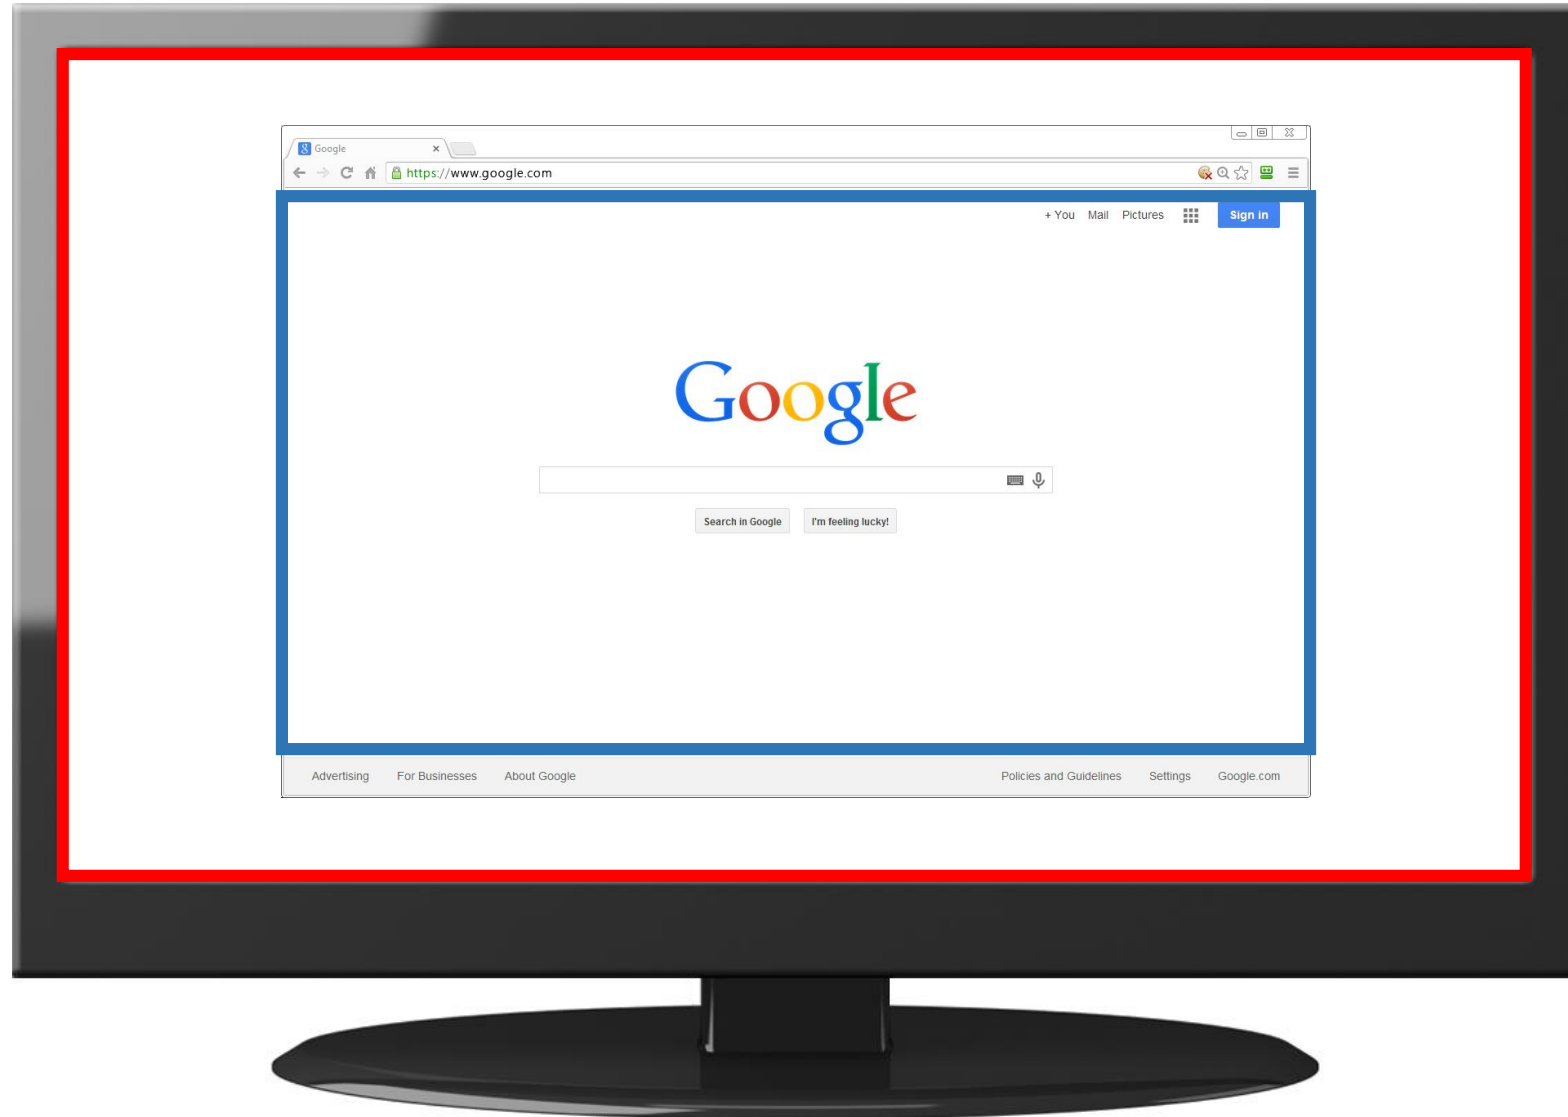 Google
https://www.google.com
+ You Mail Pictures Sign in
Google
Search in Google I'm feeling lucky!
Advertising For Businesses About Google Policies and Guidelines Settings Google.com